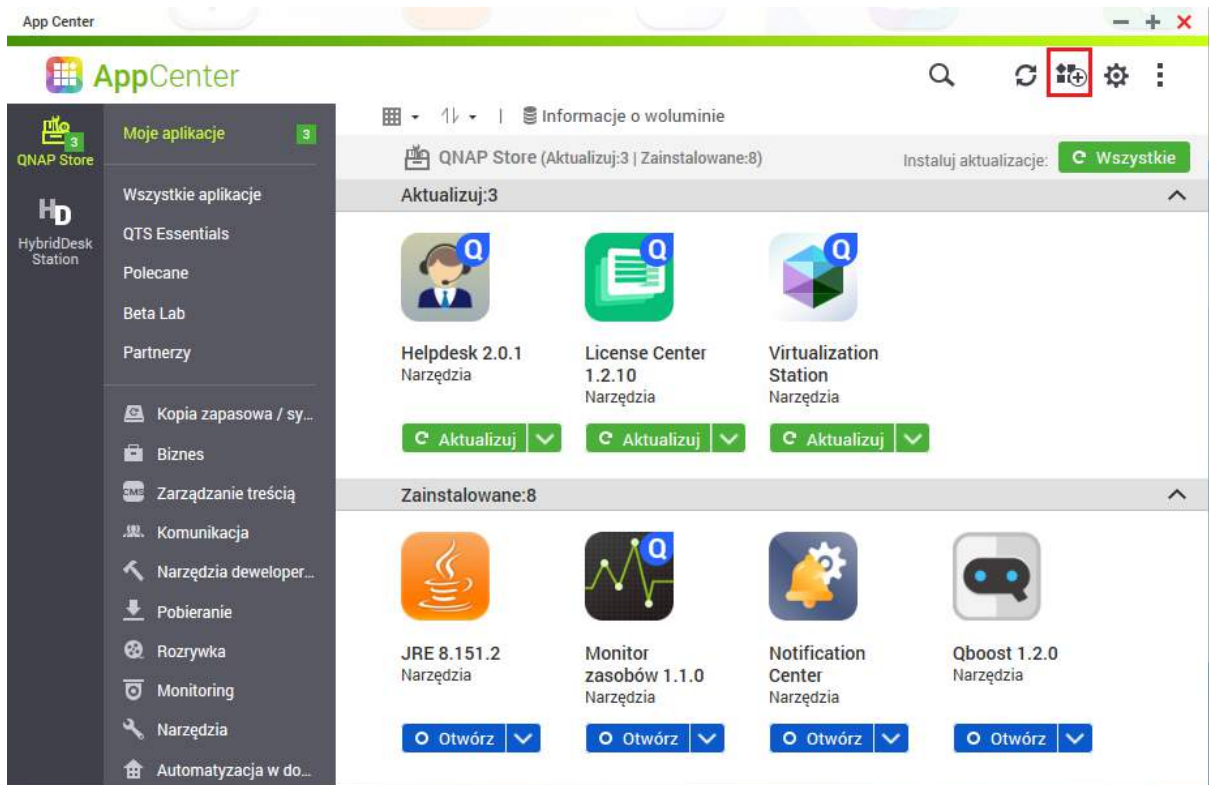 App Center
AppCenter
3
QNAP Store
HD
HybridDesk
Station
Moje aplikacje 3
Wszystkie aplikacje
QTS Essentials
Polecane
Beta Lab
Partnerzy
Kopia zapasowa / sy...
Biznes
CMS Zarządzanie treścią
Komunikacja
Narzędzia deweloper...
Pobieranie
Rozrywka
Monitoring
Narzędzia
Automatyzacja w do...
| Informacje o woluminie
QNAP Store (Aktualizuj:3 | Zainstalowane:8) Instaluj aktualizacje: Wszystkie
Aktualizuj:3
Q Q Q
Helpdesk 2.0.1
Narzędzia
License Center
1.2.10
Narzędzia
Virtualization
Station
Narzędzia
Aktualizuj Aktualizuj Aktualizuj
Zainstalowane:8
Q
JRE 8.151.2
Narzędzia
Monitor
zasobów 1.1.0
Narzędzia
Notification
Center
Narzędzia
Qboost 1.2.0
Narzędzia
Otwórz Otwórz Otwórz Otwórz